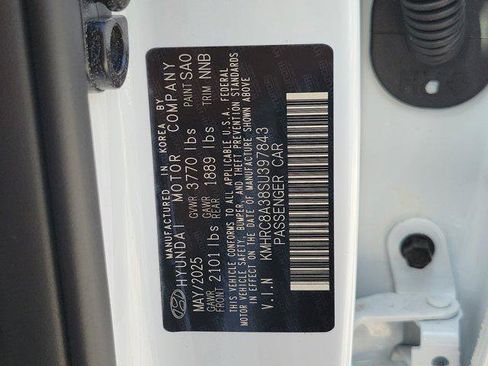 MANUFACTURED IN KOREA BY
HYUNDAI MOTOR COMPANY
MAY/2025 GVWR 3770 lbs PAINT SAO
GAWR FRONT 2101 lbs GAWR REAR 1889 lbs TRIM NNB
THIS VEHICLE CONFORMS TO ALL APPLICABLE U.S.A. FEDERAL
MOTOR VEHICLE SAFETY, BUMPER, AND THEFT PREVENTION STANDARDS
IN EFFECT ON THE DATE OF MANUFACTURE SHOWN ABOVE
V.I.N KMHRC8A38SU397843
PASSENGER CAR